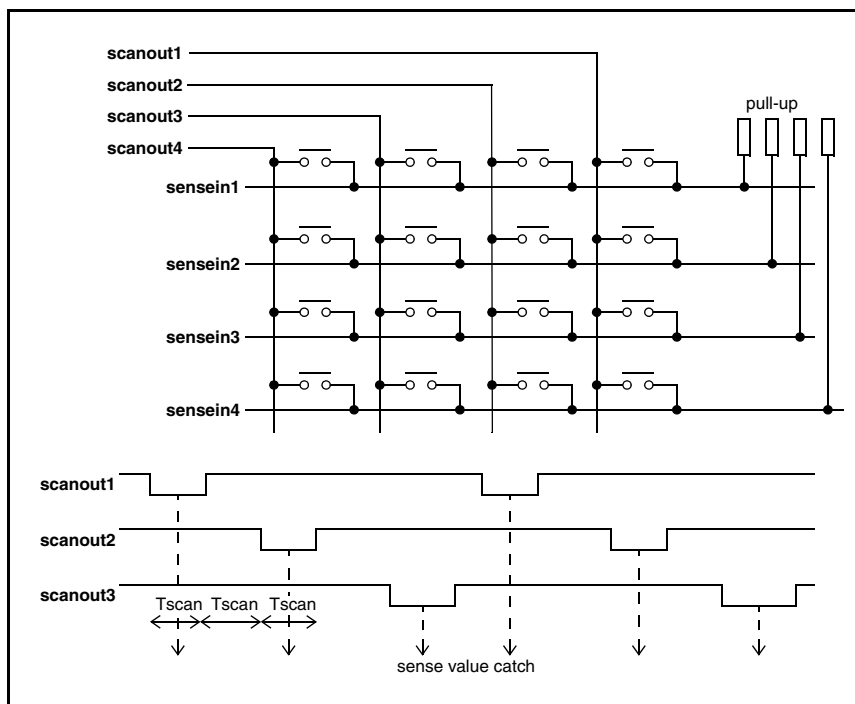 scanout1
scanout2
scanout3
scanout4
pull-up
sensein1
sensein2
sensein3
sensein4
scanout1
scanout2
scanout3
Tscan Tscan Tscan
sense value catch